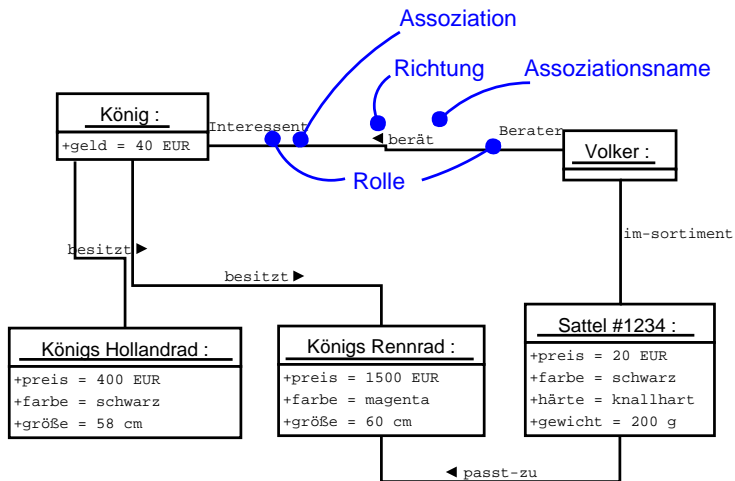 Assoziation
Richtung
Assoziationsname
König :
+geld = 40 EUR
Interessent
◄ berät
Berater
Volker :
Rolle
besitzt ►
besitzt ►
im-sortiment
Königs Hollandrad :
+preis = 400 EUR
+farbe = schwarz
+größe = 58 cm
Königs Rennrad :
+preis = 1500 EUR
+farbe = magenta
+größe = 60 cm
Sattel #1234 :
+preis = 20 EUR
+farbe = schwarz
+härte = knallhart
+gewicht = 200 g
◄ passt-zu